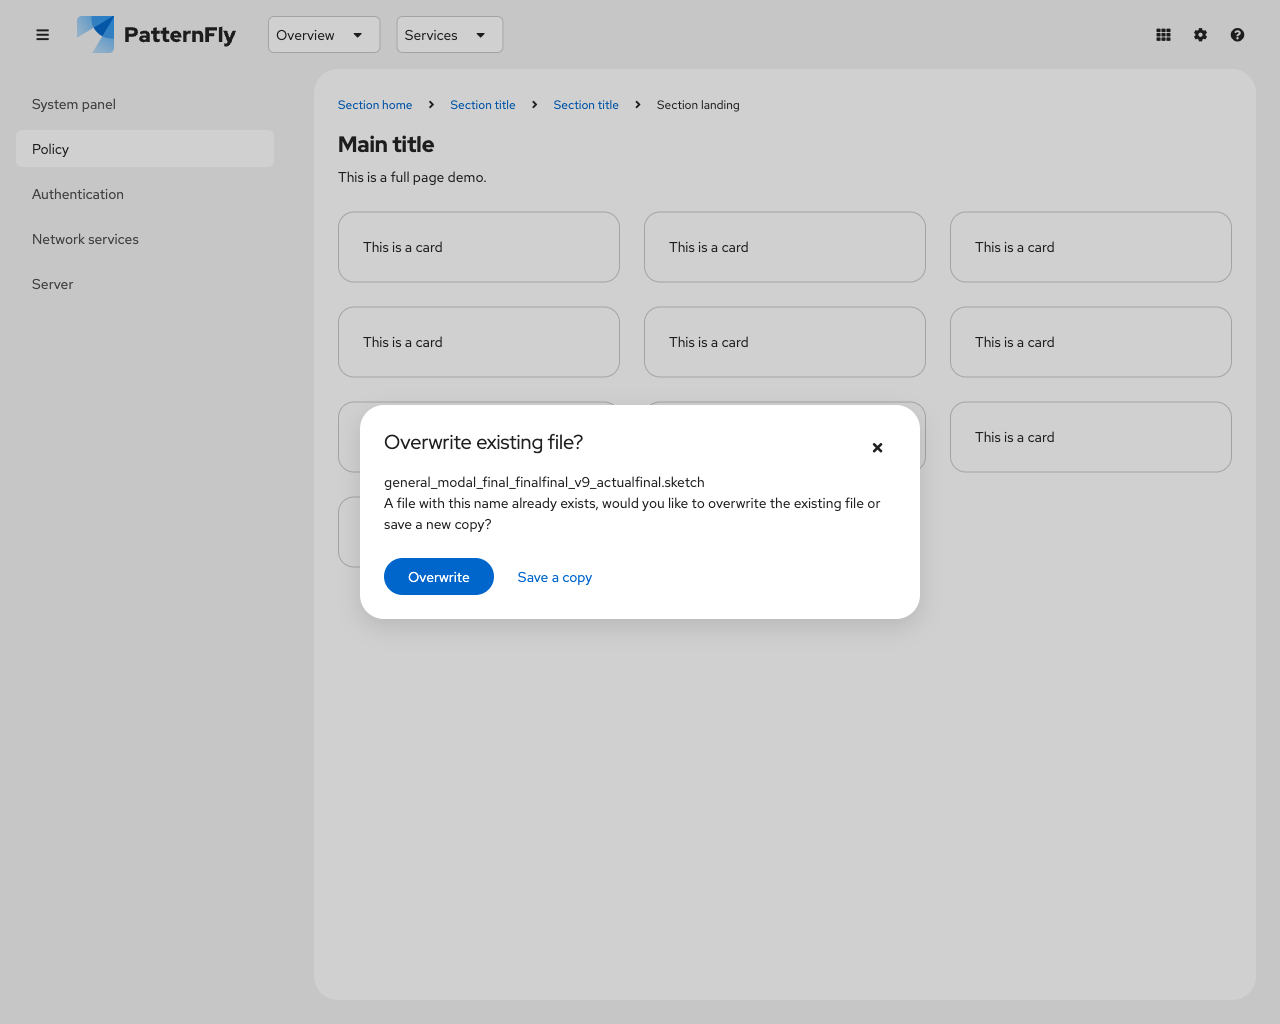 PatternFly
Overview
Services
System panel
Policy
Authentication
Network services
Server
Section home
Section title
Section title
Section landing
Main title
This is a full page demo.
This is a card
This is a card
This is a card
This is a card
This is a card
This is a card
This is a card
Overwrite existing file?
general_modal_final_finalfinal_v9_actualfinal.sketch
A file with this name already exists, would you like to overwrite the existing file or
save a new copy?
Overwrite
Save a copy